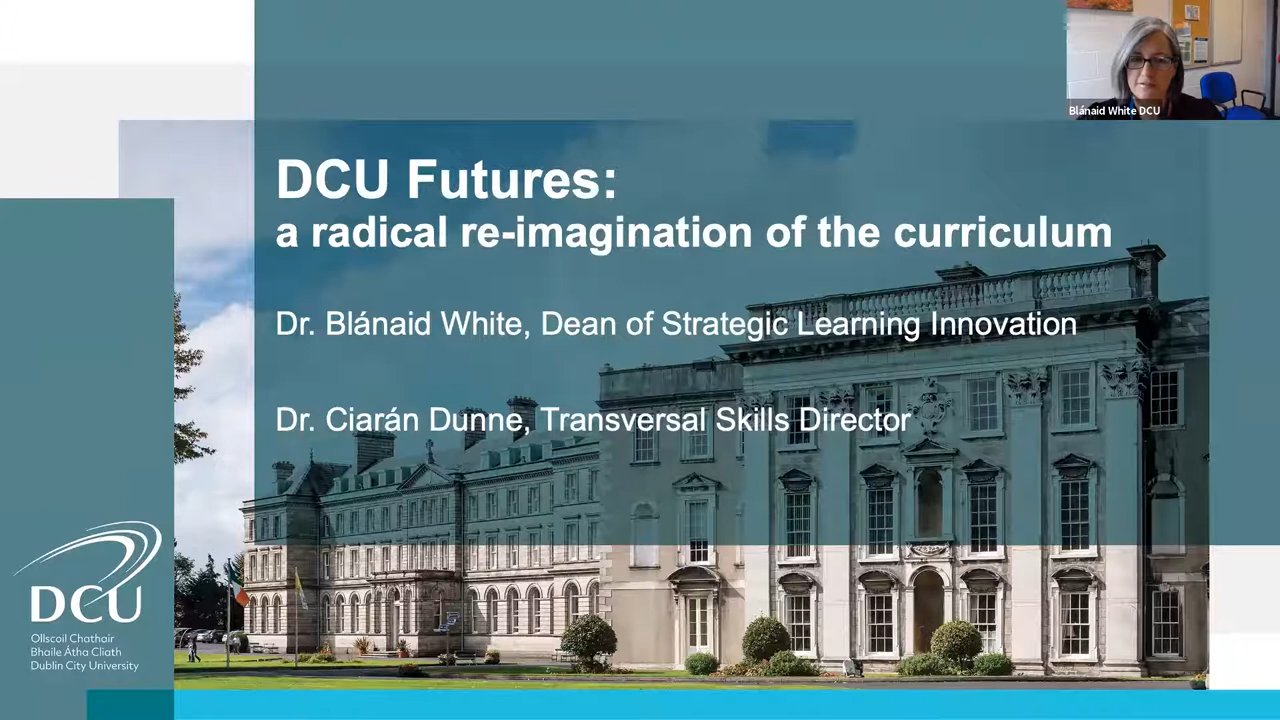 Blánaid White DCU
DCU Futures:
a radical re-imagination of the curriculum
Dr. Blánaid White, Dean of Strategic Learning Innovation
Dr. Ciarán Dunne, Transversal Skills Director
DCU
Ollscoil Chathair
Bhaile Átha Cliath
Dublin City University